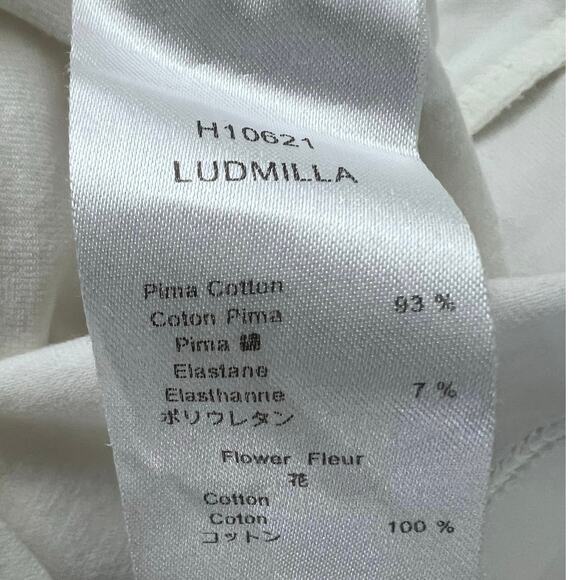 H10621
LUDMILLA
Pima Cotton
Coton Pima 93 %
Pima 綿
Elastane
Elasthanne 7 %
ポリウレタン
Flower Fleur
花
Cotton
Coton 100 %
コットン